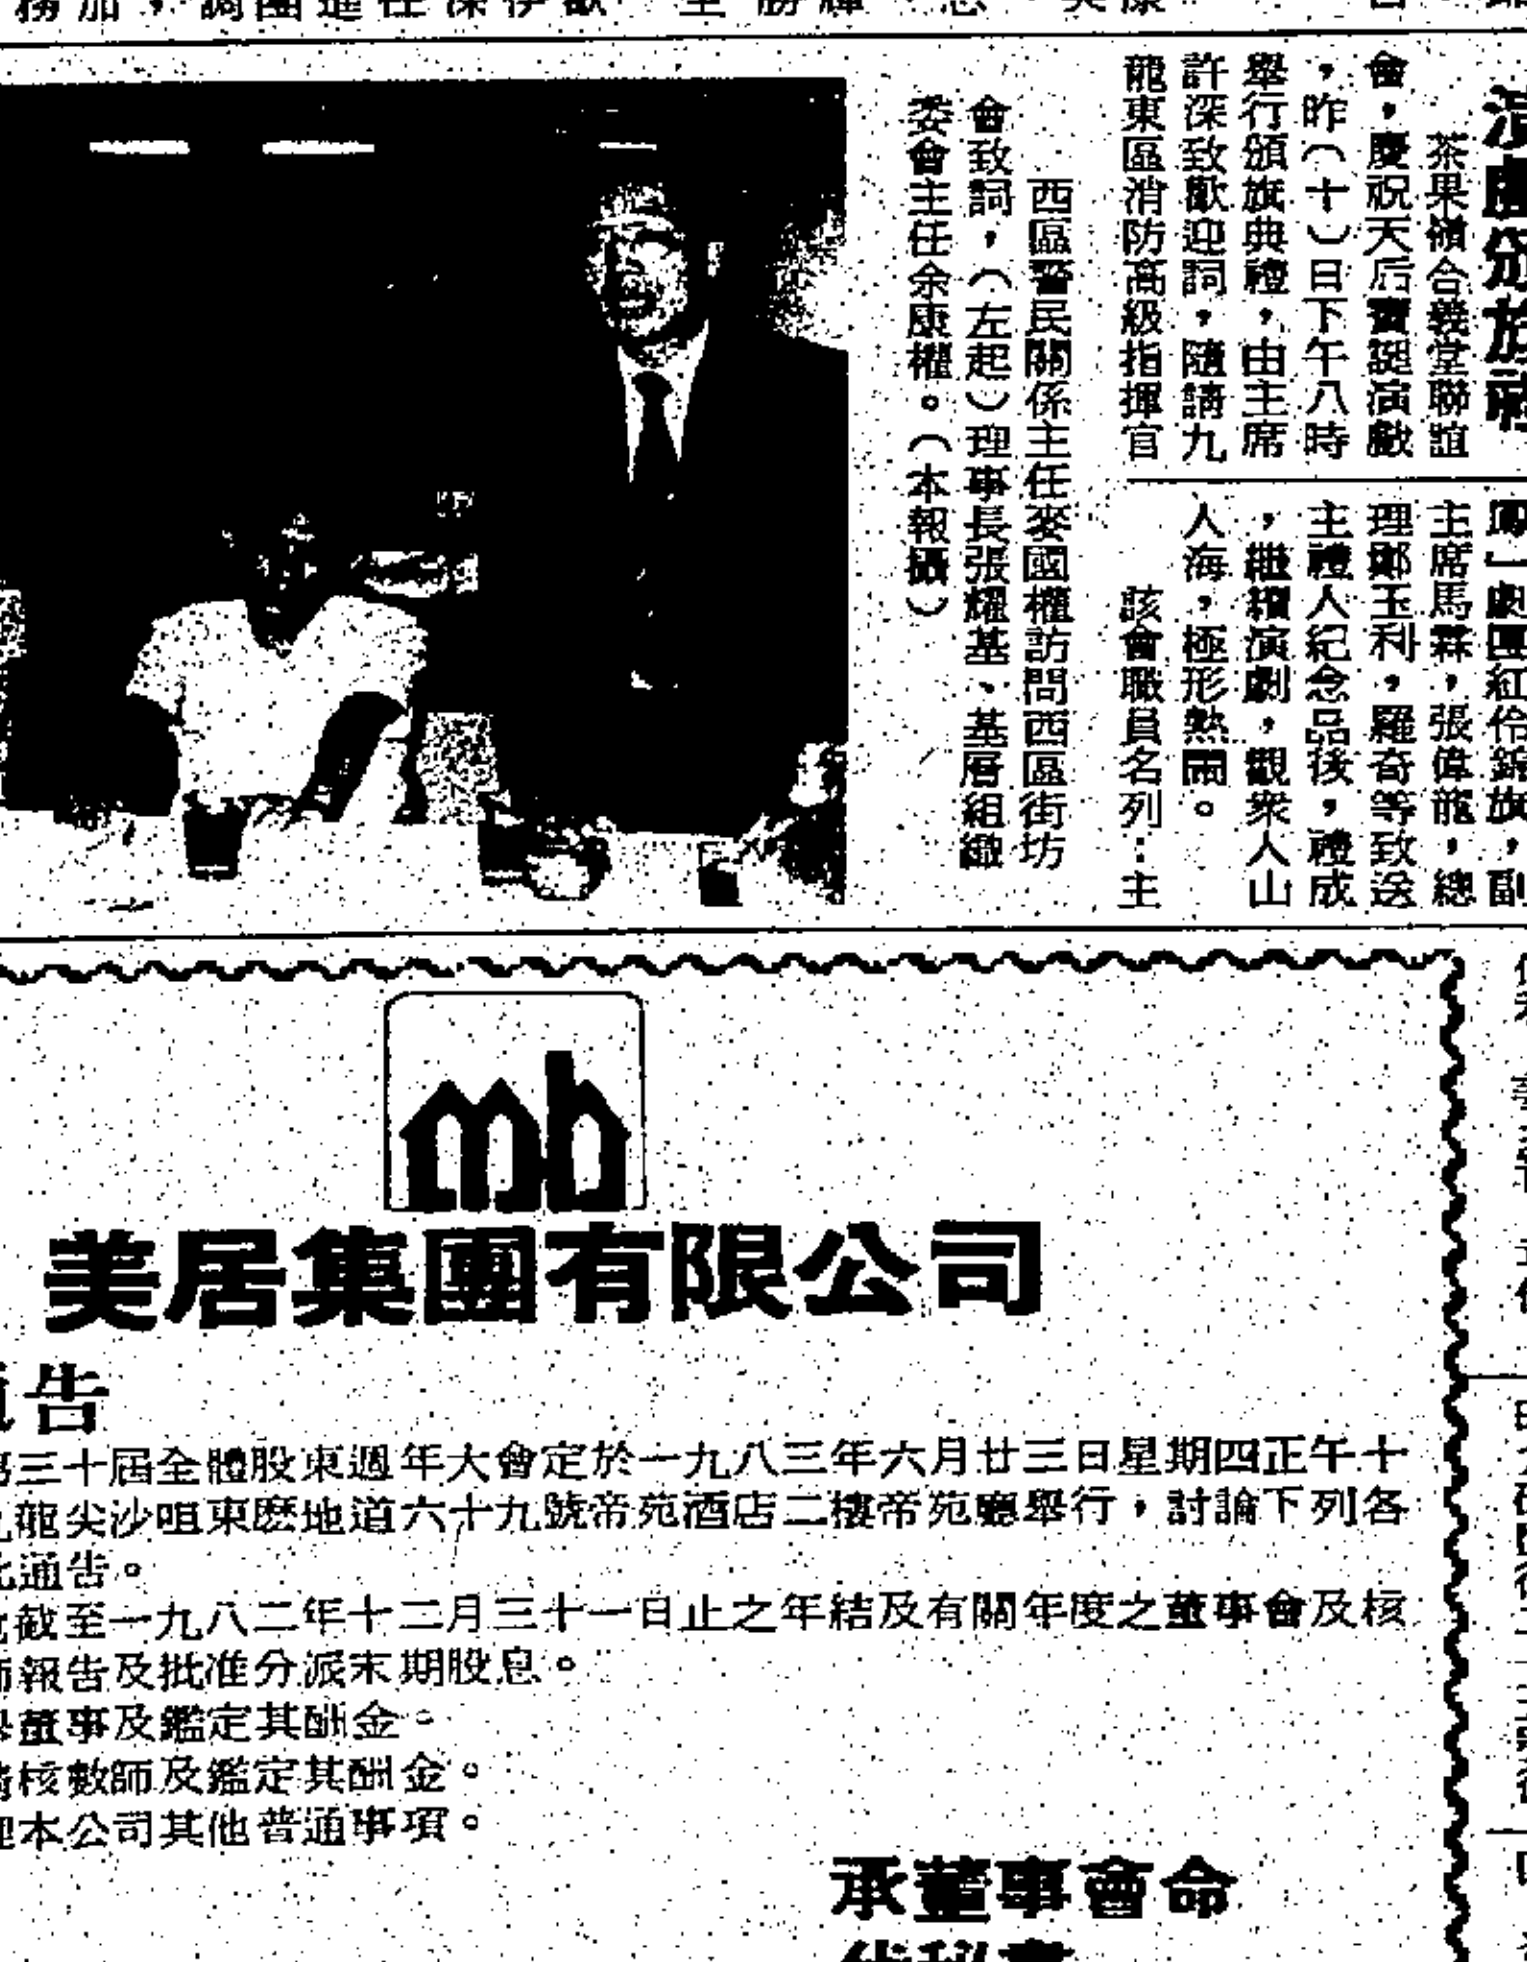 茶果嶺合義堂聯誼
會，慶祝天后寶誕演戲
，昨（十）日下午八時
舉行頒旗典禮，由主席
許深致歡迎詞，隨請九
龍東區消防高級指揮官
劇團紅伶錦旗，副
主席馬霖，張偉龍，總
理鄭玉利，羅奇等致送
主禮人紀念品後，禮成
，繼續演劇，觀衆人山
人海，極形熱鬧。
該會職員名列：主
西區警民關係主任麥國權訪問西區街坊
會致詞，（左起）理事長張耀基、基層組織
委會主任余康權。（本報攝）
mb
美居集團有限公司
告
三十屆全體股東週年大會定於一九八三年六月廿三日星期四正午十
龍尖沙咀東麽地道六十九號帝苑酒店二樓帝苑廳舉行，討論下列各
通告。
截至一九八二年十二月三十一日止之年結及有關年度之董事會及核
報告及批准分派末期股息。
董事及鑑定其酬金。
核數師及鑑定其酬金。
本公司其他普通事項。
承董事會命